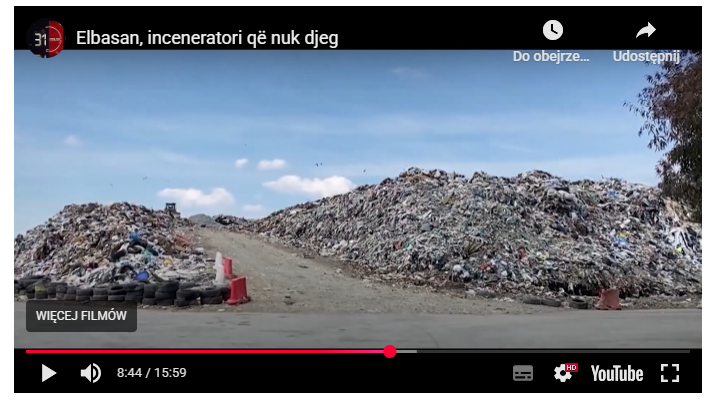 31
Elbasan, inceneratori që nuk djeg
Do obejrze...
Udostępnij
WIĘCEJ FILMÓW
8:44 / 15:59
HD
YouTube